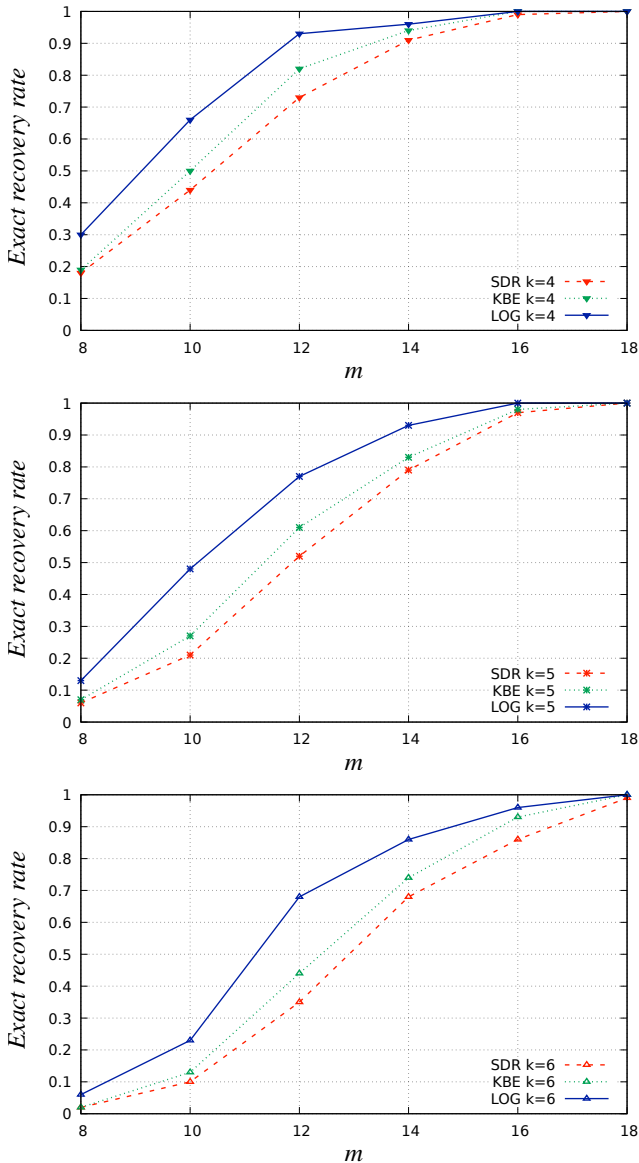 1
0.9
0.8
0.7
0.6
0.5
0.4
0.3
0.2
0.1
0
Exact recovery rate
SDR k=4
KBE k=4
LOG k=4
8 10 12 14 16 18
m
1
0.9
0.8
0.7
0.6
0.5
0.4
0.3
0.2
0.1
0
Exact recovery rate
SDR k=5
KBE k=5
LOG k=5
8 10 12 14 16 18
m
1
0.9
0.8
0.7
0.6
0.5
0.4
0.3
0.2
0.1
0
Exact recovery rate
SDR k=6
KBE k=6
LOG k=6
8 10 12 14 16 18
m